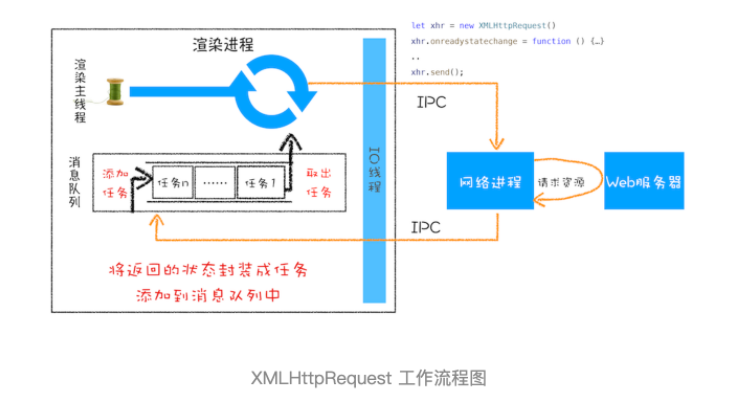 let xhr = new XMLHttpRequest()
xhr.onreadystatechange = function () {…}
..
xhr.send();
渲染进程
渲染主线程
IPC
IO线程
消息队列
添加
任务
任务n
……
任务1
取出
任务
网络进程
请求资源
Web服务器
IPC
将返回的状态封装成任务
添加到消息队列中
XMLHttpRequest 工作流程图